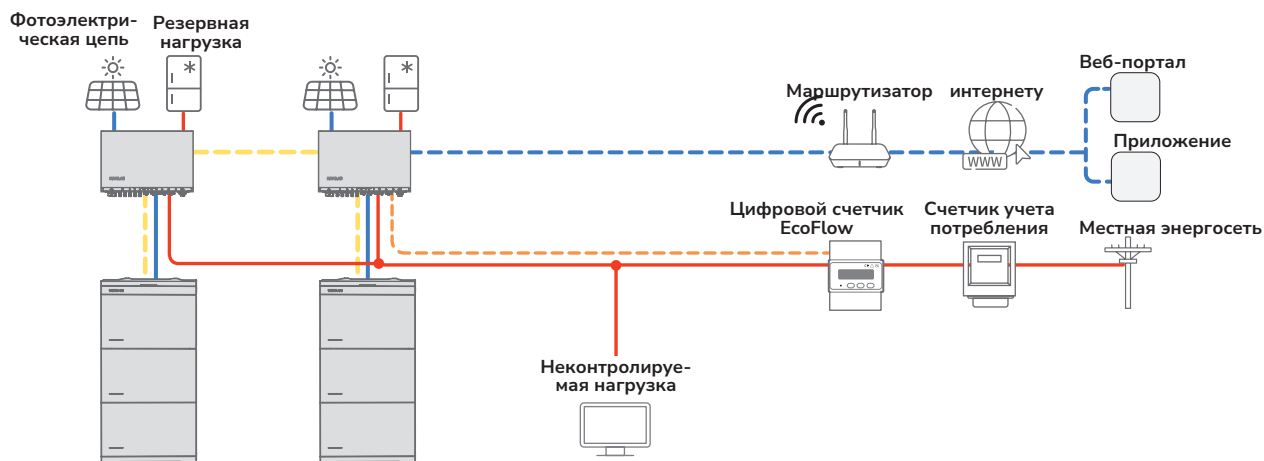 Фотоэлектри-
ческая цепь
Резервная
нагрузка
Маршрутизатор
интернету
Веб-портал
Приложение
WWW
Цифровой счетчик
EcoFlow
Счетчик учета
потребления
Местная энергосеть
Неконтролируе-
мая нагрузка